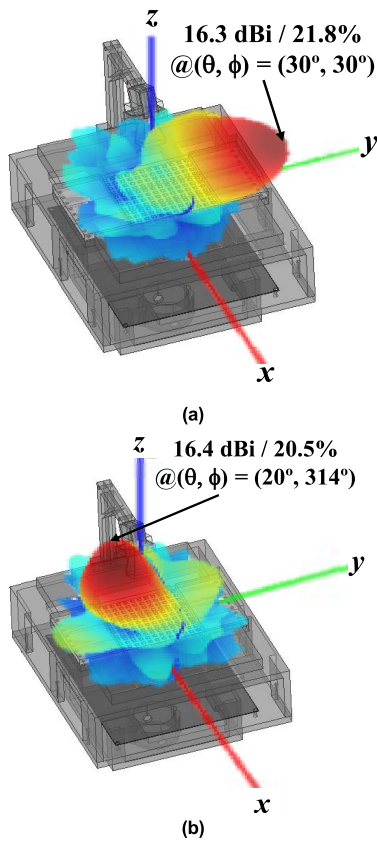 z
16.3 dBi / 21.8%
@(θ, ϕ) = (30º, 30º)
y
x
(a)
z
16.4 dBi / 20.5%
@(θ, ϕ) = (20º, 314º)
y
x
(b)